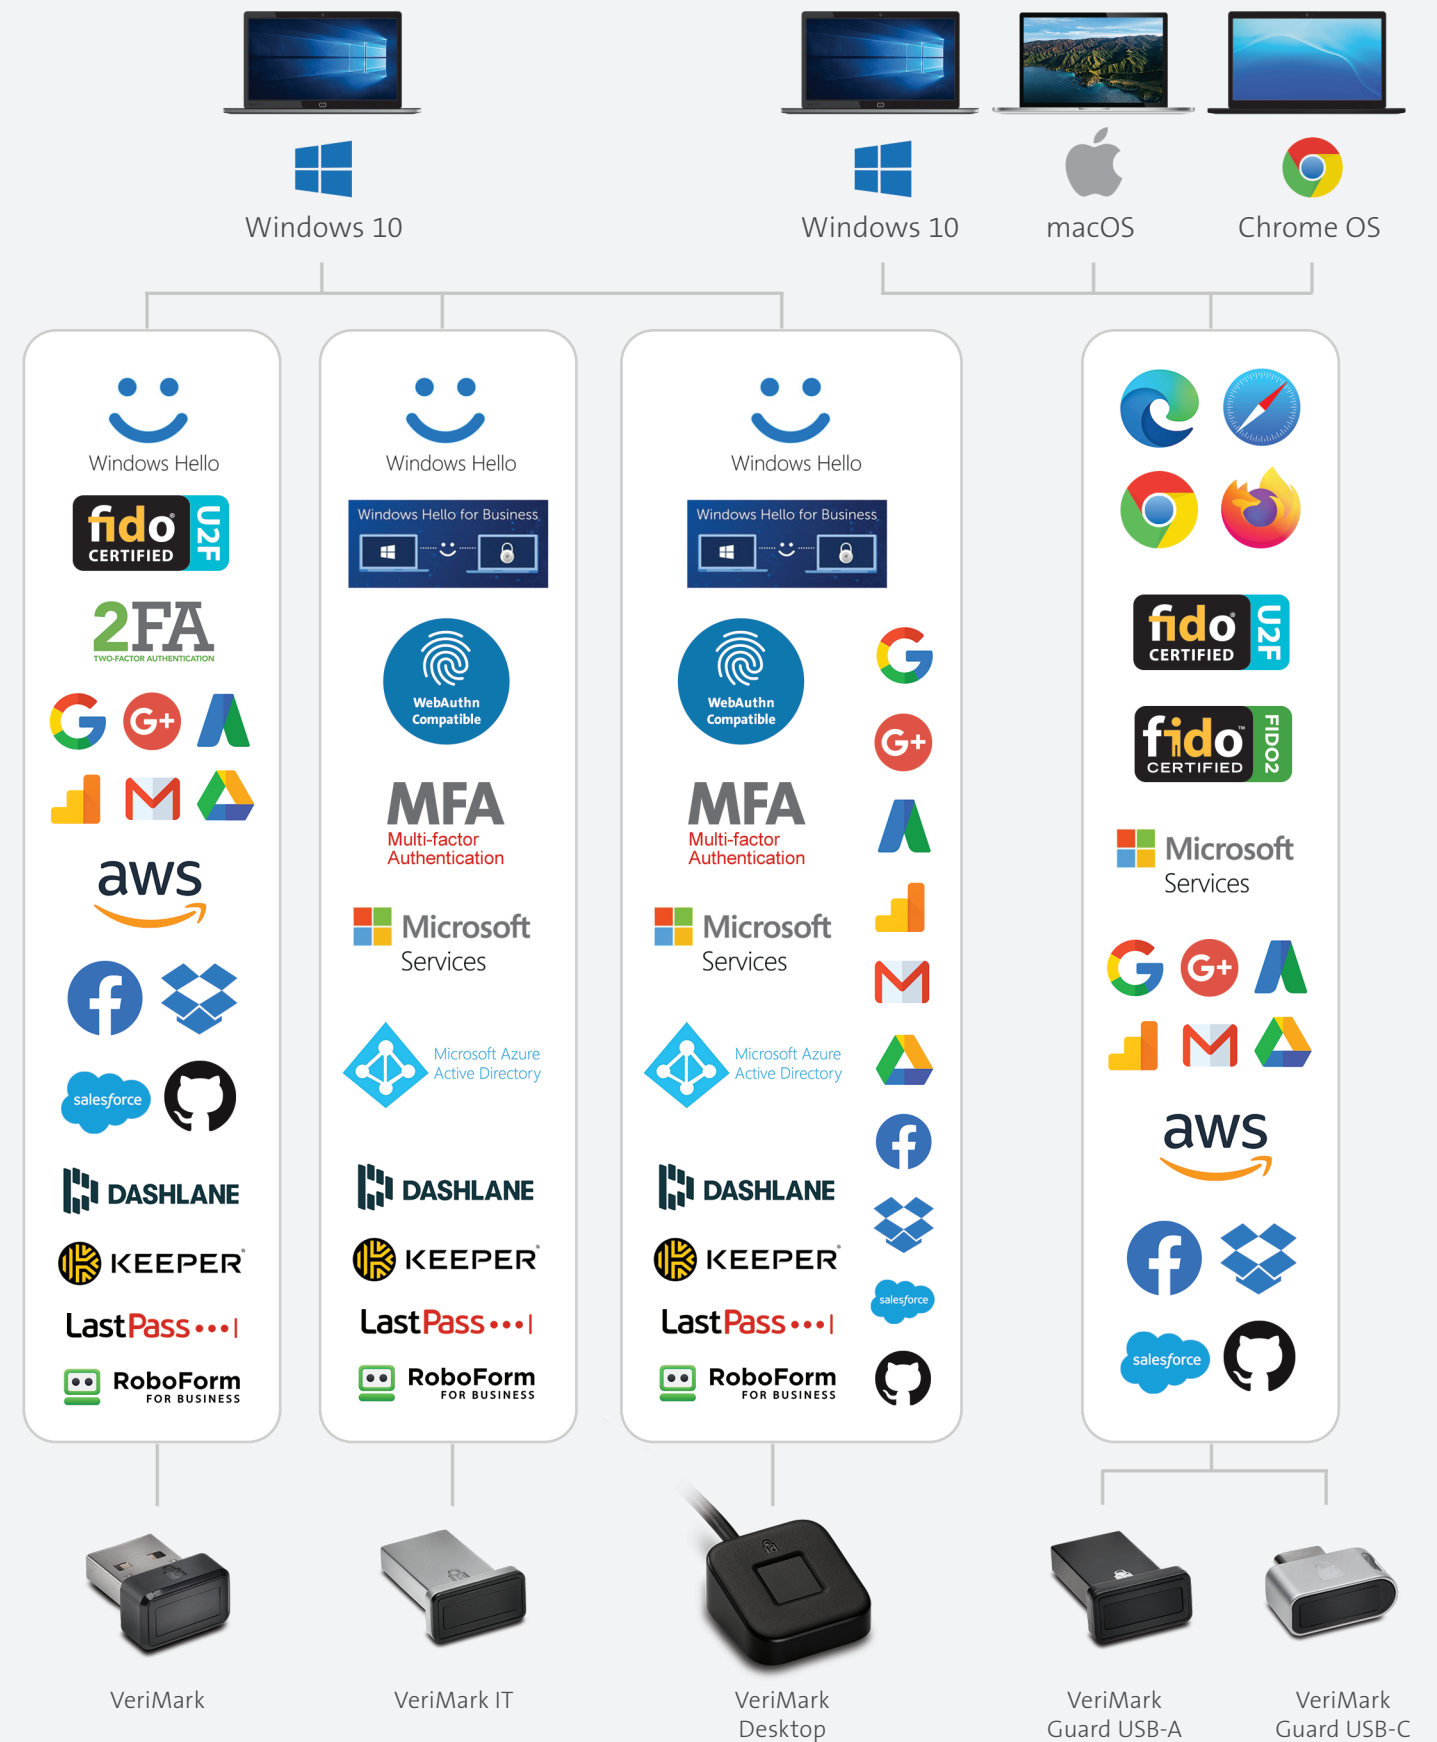 Windows 10
Windows 10
macOS
Chrome OS
Windows Hello
fido
CERTIFIED
U2F
2FA
TWO-FACTOR AUTHENTICATION
G+
aws
salesforce
DASHLANE
KEEPER
LastPass
RoboForm
FOR BUSINESS
Windows Hello
Windows Hello for Business
WebAuthn
Compatible
MFA
Multi-factor
Authentication
Microsoft
Services
Microsoft Azure
Active Directory
DASHLANE
KEEPER
LastPass
RoboForm
FOR BUSINESS
Windows Hello
Windows Hello for Business
WebAuthn
Compatible
MFA
Multi-factor
Authentication
Microsoft
Services
Microsoft Azure
Active Directory
DASHLANE
KEEPER
LastPass
RoboForm
FOR BUSINESS
G+
salesforce
fido
CERTIFIED
U2F
fido™
CERTIFIED
FIDO2
Microsoft
Services
G+
aws
salesforce
VeriMark
VeriMark IT
VeriMark
Desktop
VeriMark
Guard USB-A
VeriMark
Guard USB-C